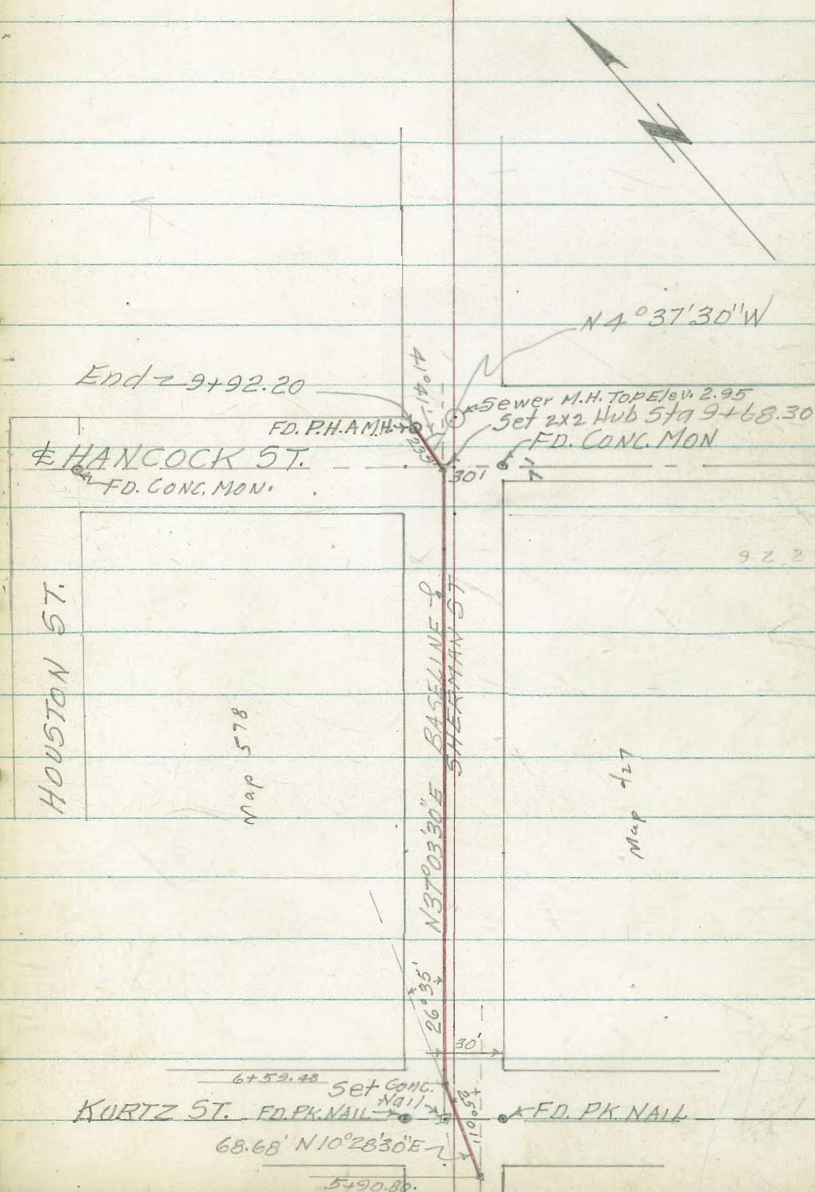 N4°37'30"W
41°41'
End - 9+92.20
Sewer M.H. Top Elev. 2.95
Set 2x2 Hub Sta 9+68.30
FD. P.H.A.M.H.
FD. CONC. MON
℄ HANCOCK ST.
30'
FD. CONC. MON.
HOUSTON ST.
Map 578
N37°03'30"E BASELINE
SHERMAN ST
Map 427
26°35'
30'
6+59.48
Set Conc.
Nail
KURTZ ST.
FD. PK. NAIL
FD. PK NAIL
68.68' N10°28'30"E
5+90.80